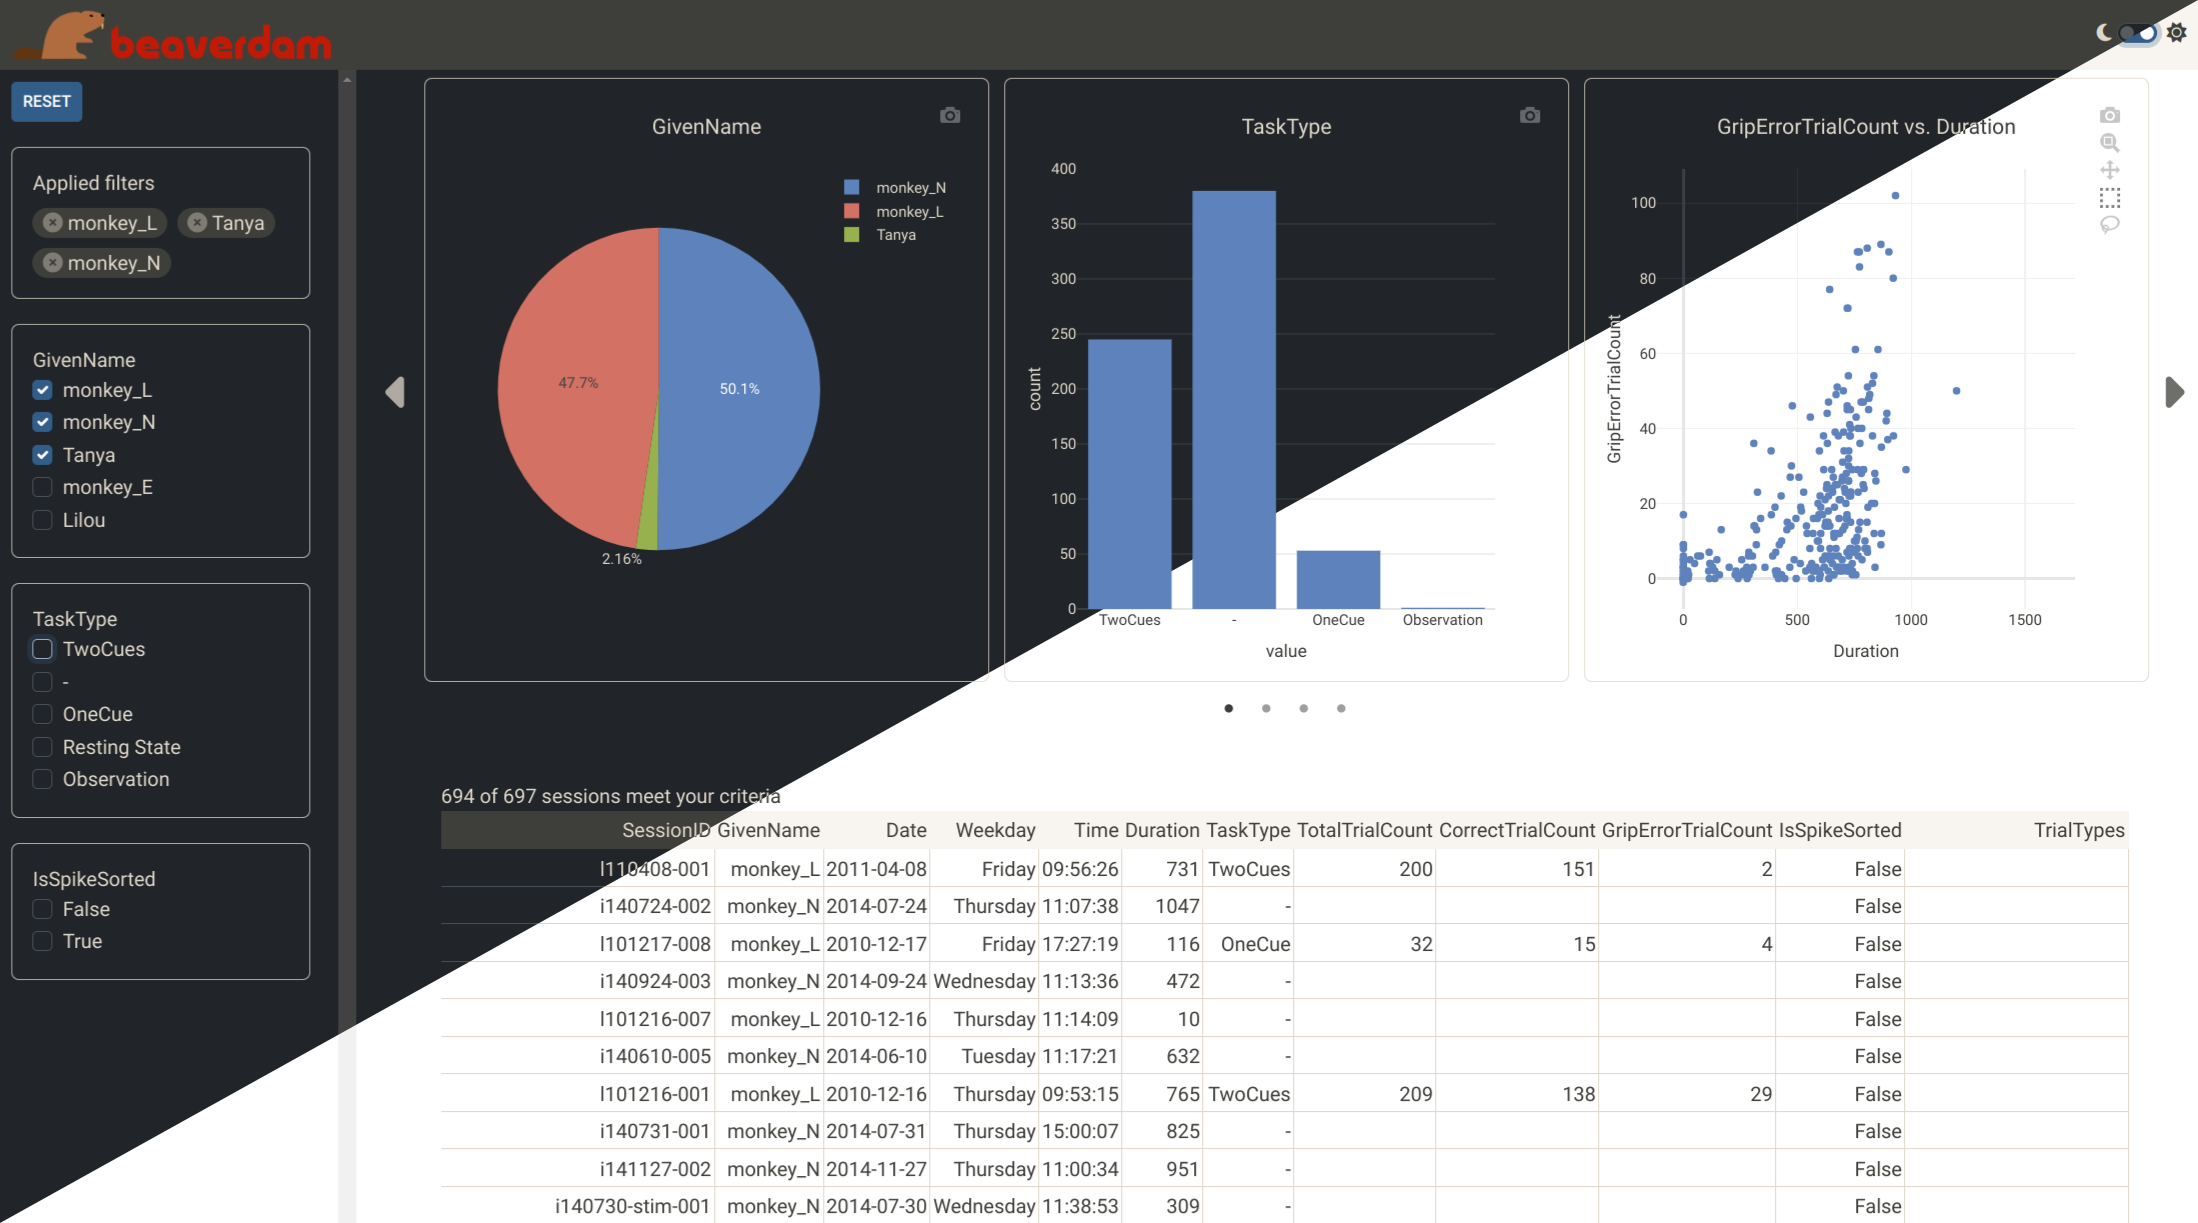 beaverdam
RESET
Applied filters
monkey_L Tanya
monkey_N
GivenName
monkey_L
monkey_N
Tanya
monkey_E
Lilou
TaskType
TwoCues
-
OneCue
Resting State
Observation
IsSpikeSorted
False
True
GivenName
monkey_N
monkey_L
Tanya
47.7%
50.1%
2.16%
TaskType
400
350
300
250
200
150
100
50
0
count
TwoCues - OneCue Observation
value
GripErrorTrialCount vs. Duration
100
80
60
40
20
0
GripErrorTrialCount
0 500 1000 1500
Duration
694 of 697 sessions meet your criteria
SessionID GivenName Date Weekday Time Duration TaskType TotalTrialCount CorrectTrialCount GripErrorTrialCount IsSpikeSorted TrialTypes
l110408-001 monkey_L 2011-04-08 Friday 09:56:26 731 TwoCues 200 151 2 False
i140724-002 monkey_N 2014-07-24 Thursday 11:07:38 1047 - False
l101217-008 monkey_L 2010-12-17 Friday 17:27:19 116 OneCue 32 15 4 False
i140924-003 monkey_N 2014-09-24 Wednesday 11:13:36 472 - False
l101216-007 monkey_L 2010-12-16 Thursday 11:14:09 10 - False
i140610-005 monkey_N 2014-06-10 Tuesday 11:17:21 632 - False
l101216-001 monkey_L 2010-12-16 Thursday 09:53:15 765 TwoCues 209 138 29 False
i140731-001 monkey_N 2014-07-31 Thursday 15:00:07 825 - False
i141127-002 monkey_N 2014-11-27 Thursday 11:00:34 951 - False
i140730-stim-001 monkey_N 2014-07-30 Wednesday 11:38:53 309 - False